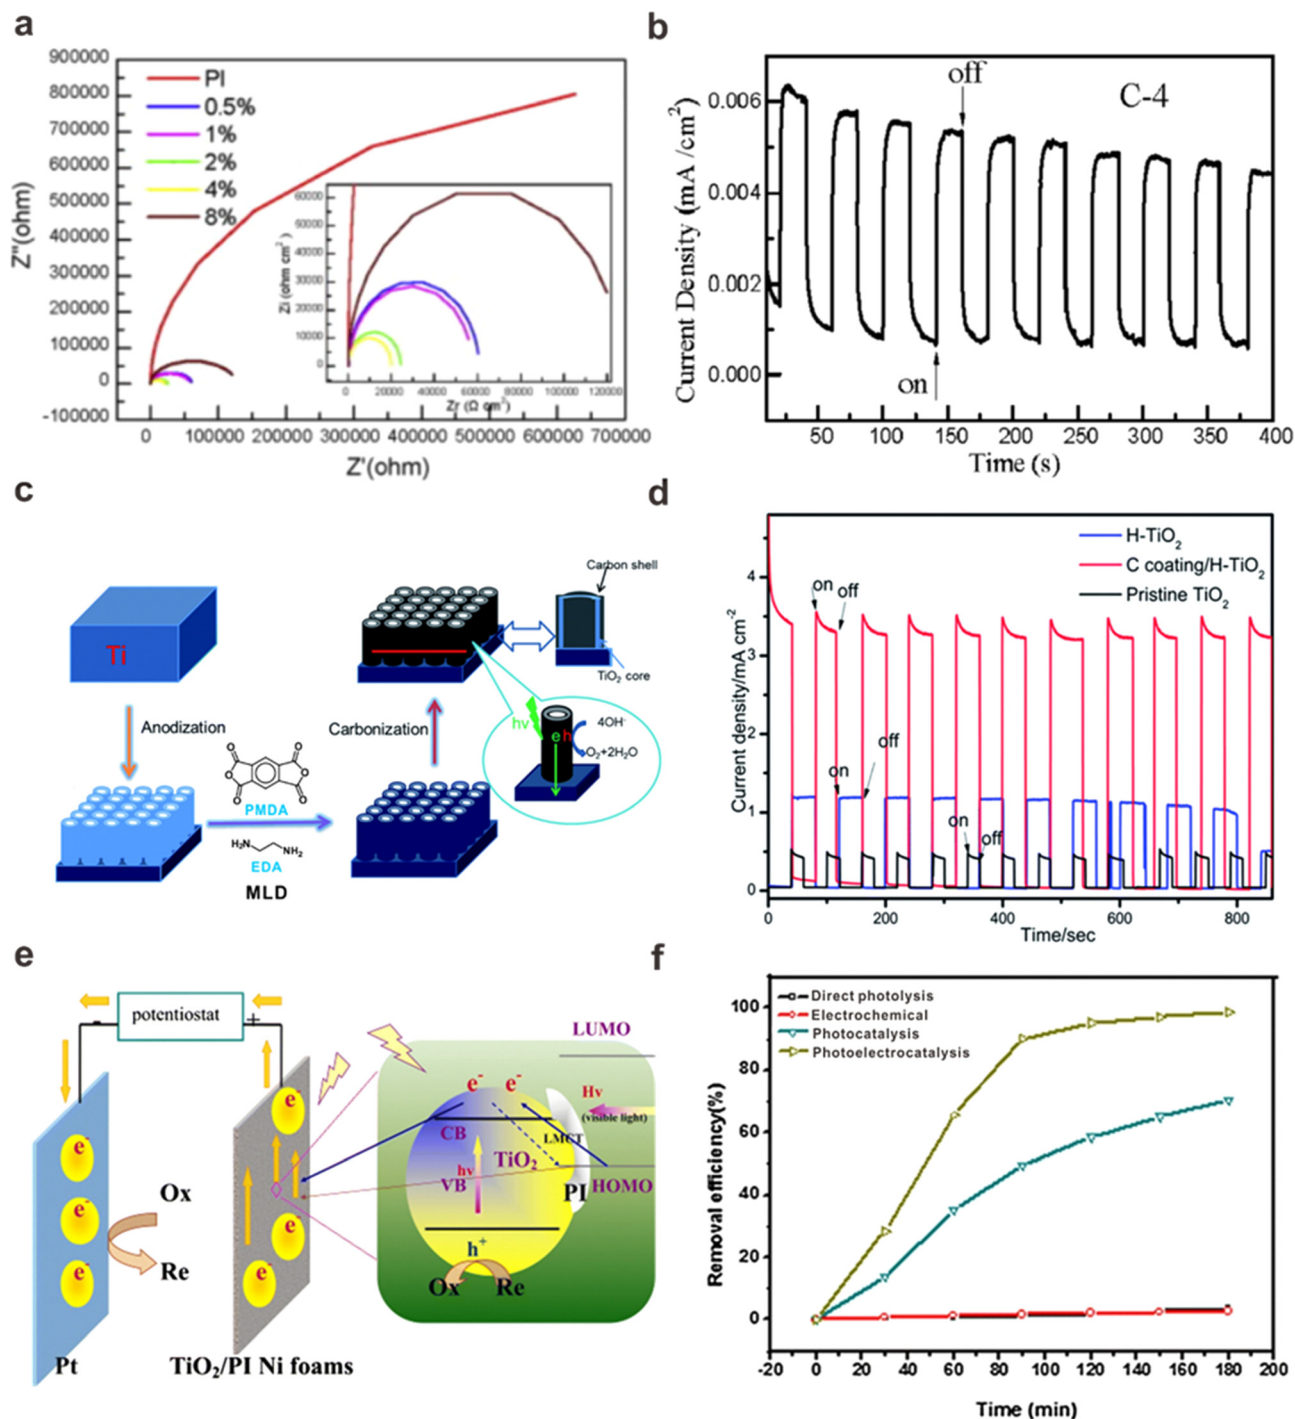 a
900000
800000
700000
600000
500000
400000
300000
200000
100000
0
-100000
Z"(ohm)
PI
0.5%
1%
2%
4%
8%
60000
50000
40000
30000
20000
10000
0
Zi (ohm cm²)
0 20000 40000 60000 80000 100000 120000
Zr (Ω cm²)
0 100000 200000 300000 400000 500000 600000 700000
Z'(ohm)
b
off
C-4
0.006
0.004
0.002
0.000
Current Density (mA /cm²)
on
50 100 150 200 250 300 350 400
Time (s)
c
Ti
Anodization
O O
O O
O O
PMDA
H₂N
NH₂
EDA
MLD
Carbonization
Carbon shell
TiO₂ core
hv
e h
4OH⁻
O₂+2H₂O
d
H-TiO₂
C coating/H-TiO₂
Pristine TiO₂
4
3
2
1
0
Current density/mA cm⁻²
on off
on off
on off
0 200 400 600 800
Time/sec
e
potentiostat
- +
e⁻
e⁻
e⁻
Ox
Re
Pt
e⁻
e⁻
e⁻
TiO₂/PI Ni foams
LUMO
e⁻ e⁻
Hv
(visible light)
CB
LMCT
TiO₂
hv
VB
PI
HOMO
h⁺
Ox Re
f
Direct photolysis
Electrochemical
Photocatalysis
Photoelectrocatalysis
100
80
60
40
20
0
Removal efficiency(%)
-20 0 20 40 60 80 100 120 140 160 180 200
Time (min)